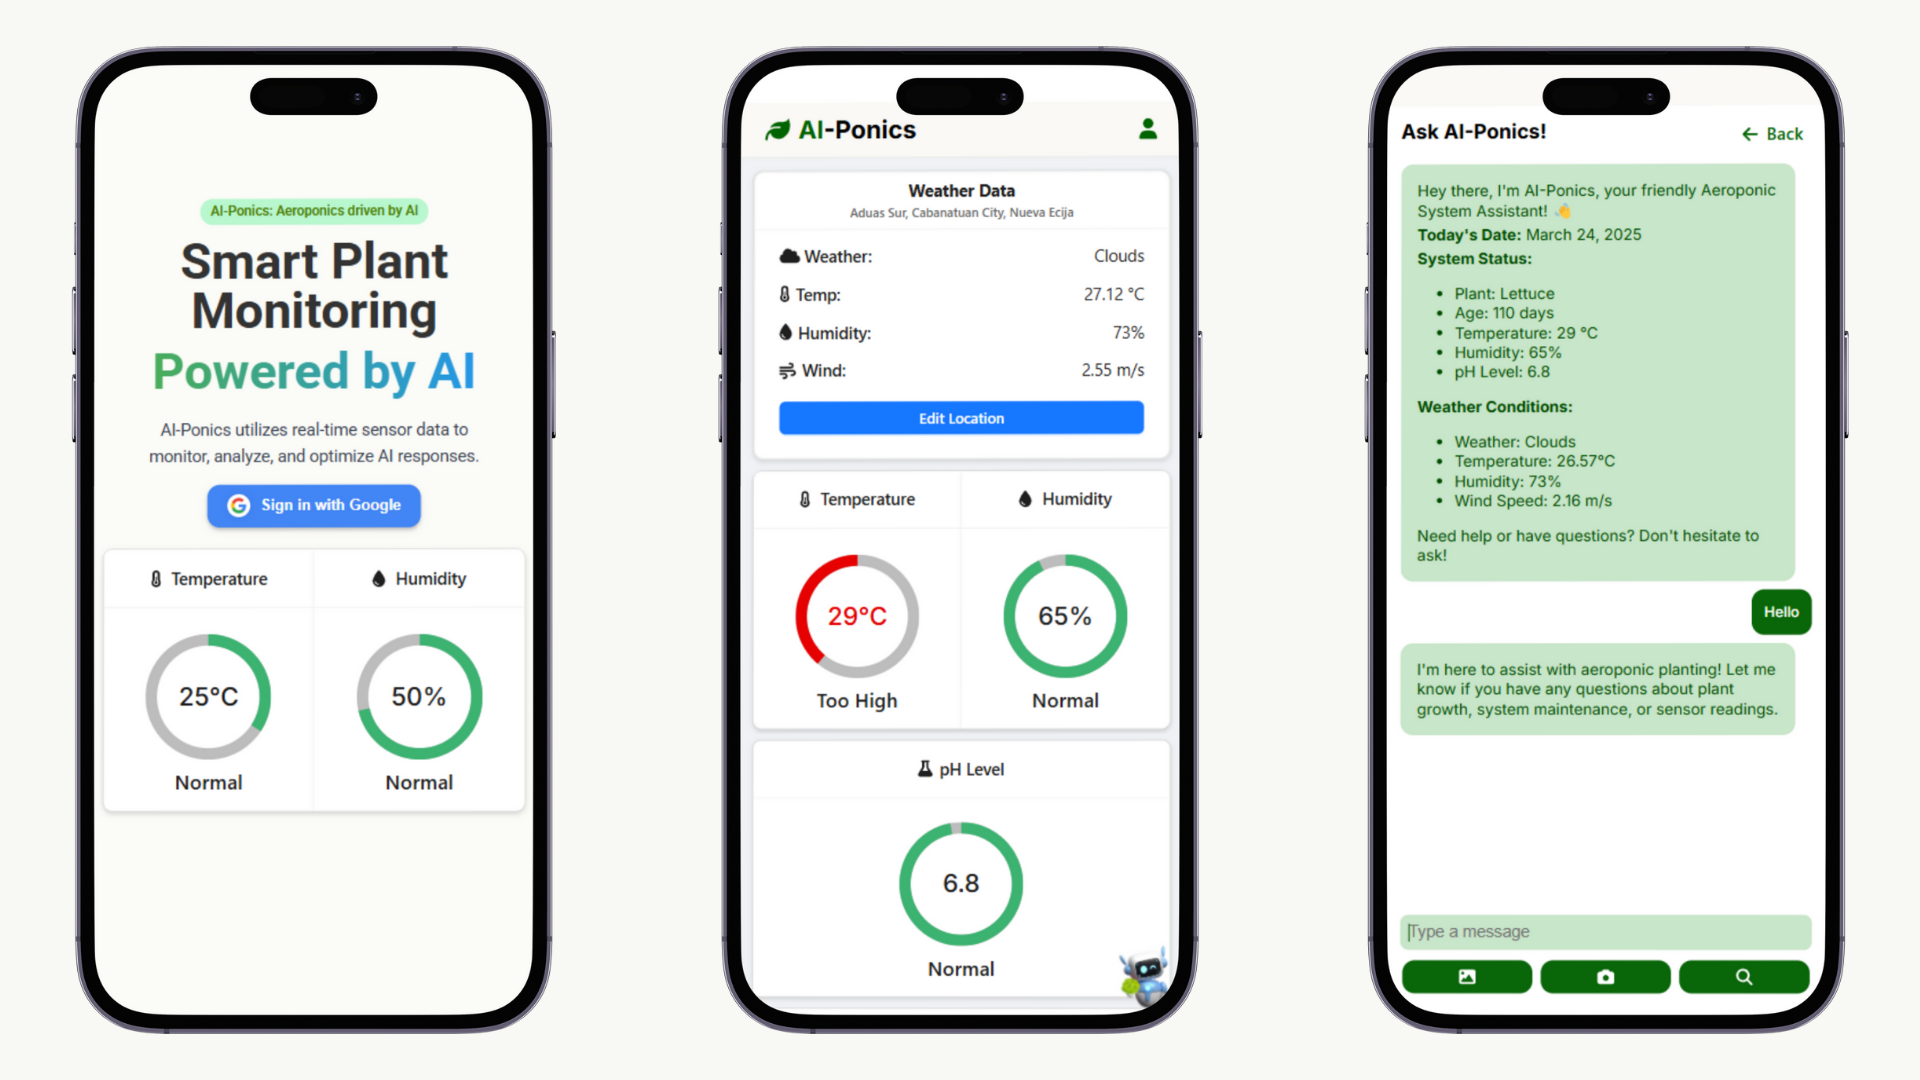 AI-Ponics: Aeroponics driven by AI
Smart Plant
Monitoring
Powered by AI
AI-Ponics utilizes real-time sensor data to
monitor, analyze, and optimize AI responses.
Sign in with Google
Temperature
Humidity
25°C
50%
Normal
Normal
AI-Ponics
Weather Data
Aduas Sur, Cabanatuan City, Nueva Ecija
Weather: Clouds
Temp: 27.12 °C
Humidity: 73%
Wind: 2.55 m/s
Edit Location
Temperature
Humidity
29°C
65%
Too High
Normal
pH Level
6.8
Normal
Ask AI-Ponics!
← Back
Hey there, I'm AI-Ponics, your friendly Aeroponic
System Assistant! 👋
Today's Date: March 24, 2025
System Status:
• Plant: Lettuce
• Age: 110 days
• Temperature: 29 °C
• Humidity: 65%
• pH Level: 6.8
Weather Conditions:
• Weather: Clouds
• Temperature: 26.57°C
• Humidity: 73%
• Wind Speed: 2.16 m/s
Need help or have questions? Don't hesitate to
ask!
Hello
I'm here to assist with aeroponic planting! Let me
know if you have any questions about plant
growth, system maintenance, or sensor readings.
Type a message